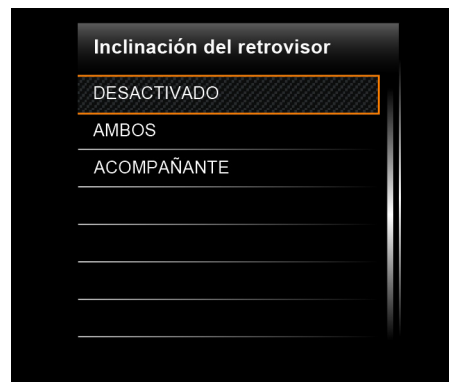 Inclinación del retrovisor
DESACTIVADO
AMBOS
ACOMPAÑANTE